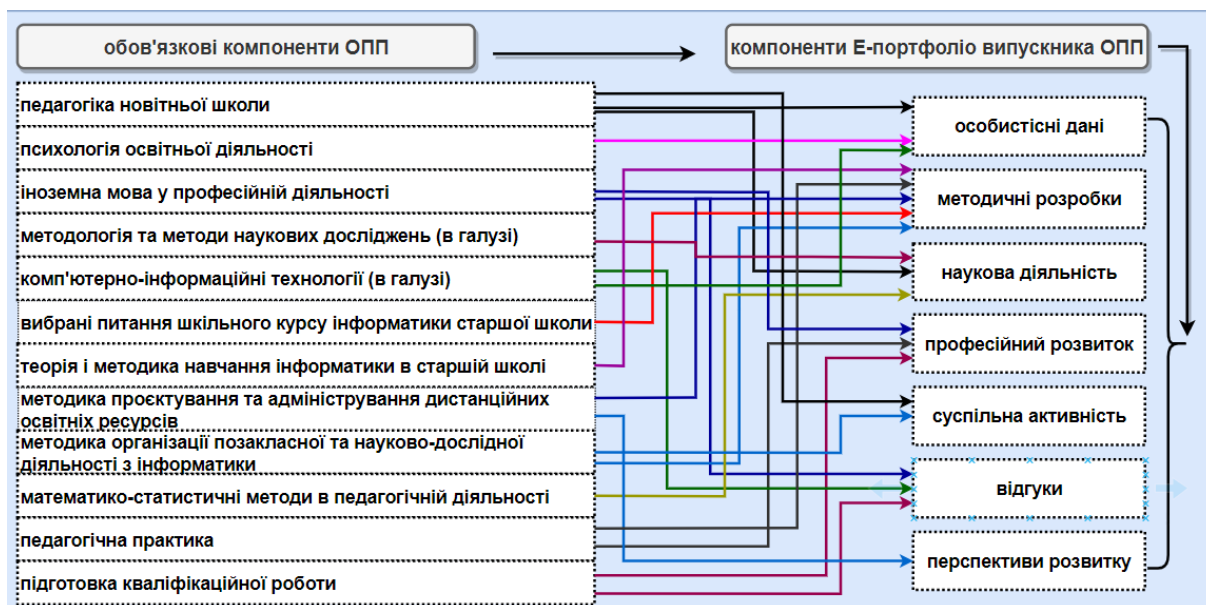 обов'язкові компоненти ОПП
компоненти Е-портфоліо випускника ОПП
педагогіка новітньої школи
психологія освітньої діяльності
іноземна мова у професійній діяльності
методологія та методи наукових досліджень (в галузі)
комп'ютерно-інформаційні технології (в галузі)
вибрані питання шкільного курсу інформатики старшої школи
теорія і методика навчання інформатики в старшій школі
методика проєктування та адміністрування дистанційних
освітніх ресурсів
методика організації позакласної та науково-дослідної
діяльності з інформатики
математико-статистичні методи в педагогічній діяльності
педагогічна практика
підготовка кваліфікаційної роботи
особистісні дані
методичні розробки
наукова діяльність
професійний розвиток
суспільна активність
відгуки
перспективи розвитку